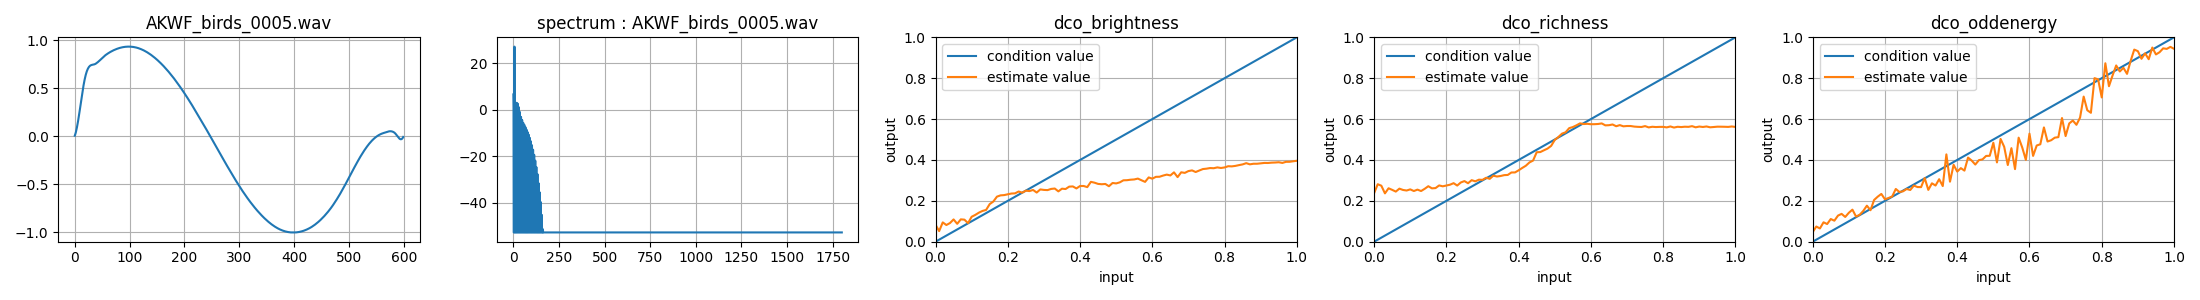 AKWF_birds_0005.wav
1.0
0.5
0.0
−0.5
−1.0
0 100 200 300 400 500 600
spectrum : AKWF_birds_0005.wav
20
0
−20
−40
0 250 500 750 1000 1250 1500 1750
dco_brightness
condition value
estimate value
output
1.0
0.8
0.6
0.4
0.2
0.0
0.0 0.2 0.4 0.6 0.8 1.0
input
dco_richness
condition value
estimate value
output
1.0
0.8
0.6
0.4
0.2
0.0
0.0 0.2 0.4 0.6 0.8 1.0
input
dco_oddenergy
condition value
estimate value
output
1.0
0.8
0.6
0.4
0.2
0.0
0.0 0.2 0.4 0.6 0.8 1.0
input